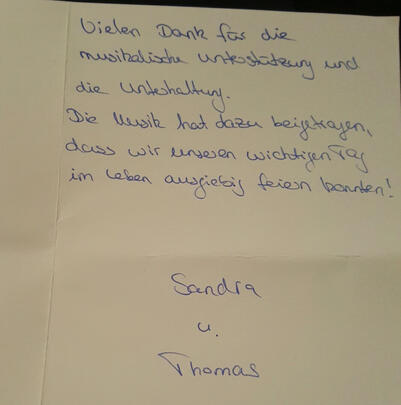 Vielen Dank für die
musikalische Unterstützung und
die Unterhaltung.
Die Musik hat dazu beigetragen,
dass wir unseren wichtigen Tag
im Leben ausgiebig feiern konnten!
Sandra
u.
Thomas